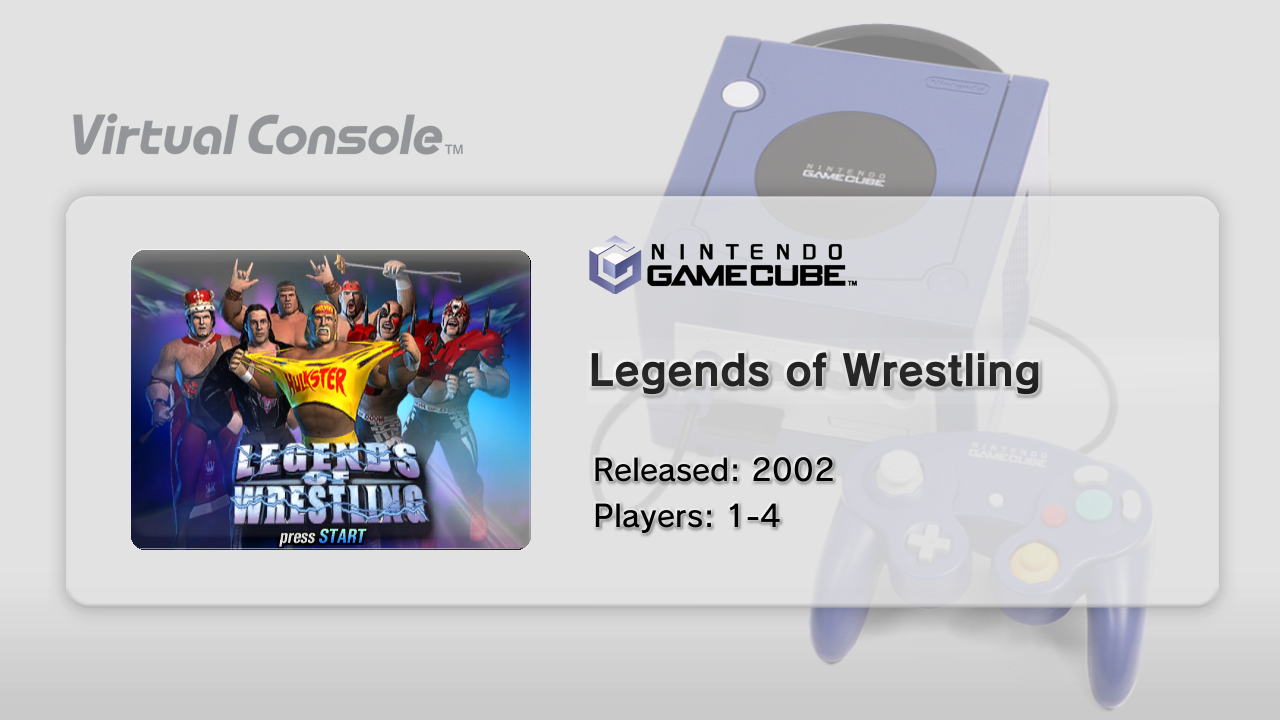 Virtual Console™
Nintendo
NINTENDO
GAMECUBE
NINTENDO
GAMECUBE™
HULKSTER
Legends of Wrestling
LEGENDS
OF
WRESTLING
press START
Released: 2002
Players: 1-4
NINTENDO
GAMECUBE